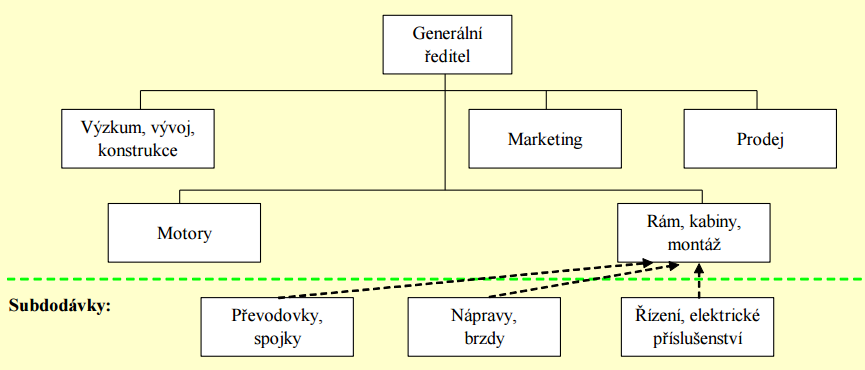 Generální
ředitel
Výzkum, vývoj,
konstrukce
Marketing
Prodej
Motory
Rám, kabiny,
montáž
Subdodávky:
Převodovky,
spojky
Nápravy,
brzdy
Řízení, elektrické
příslušenství